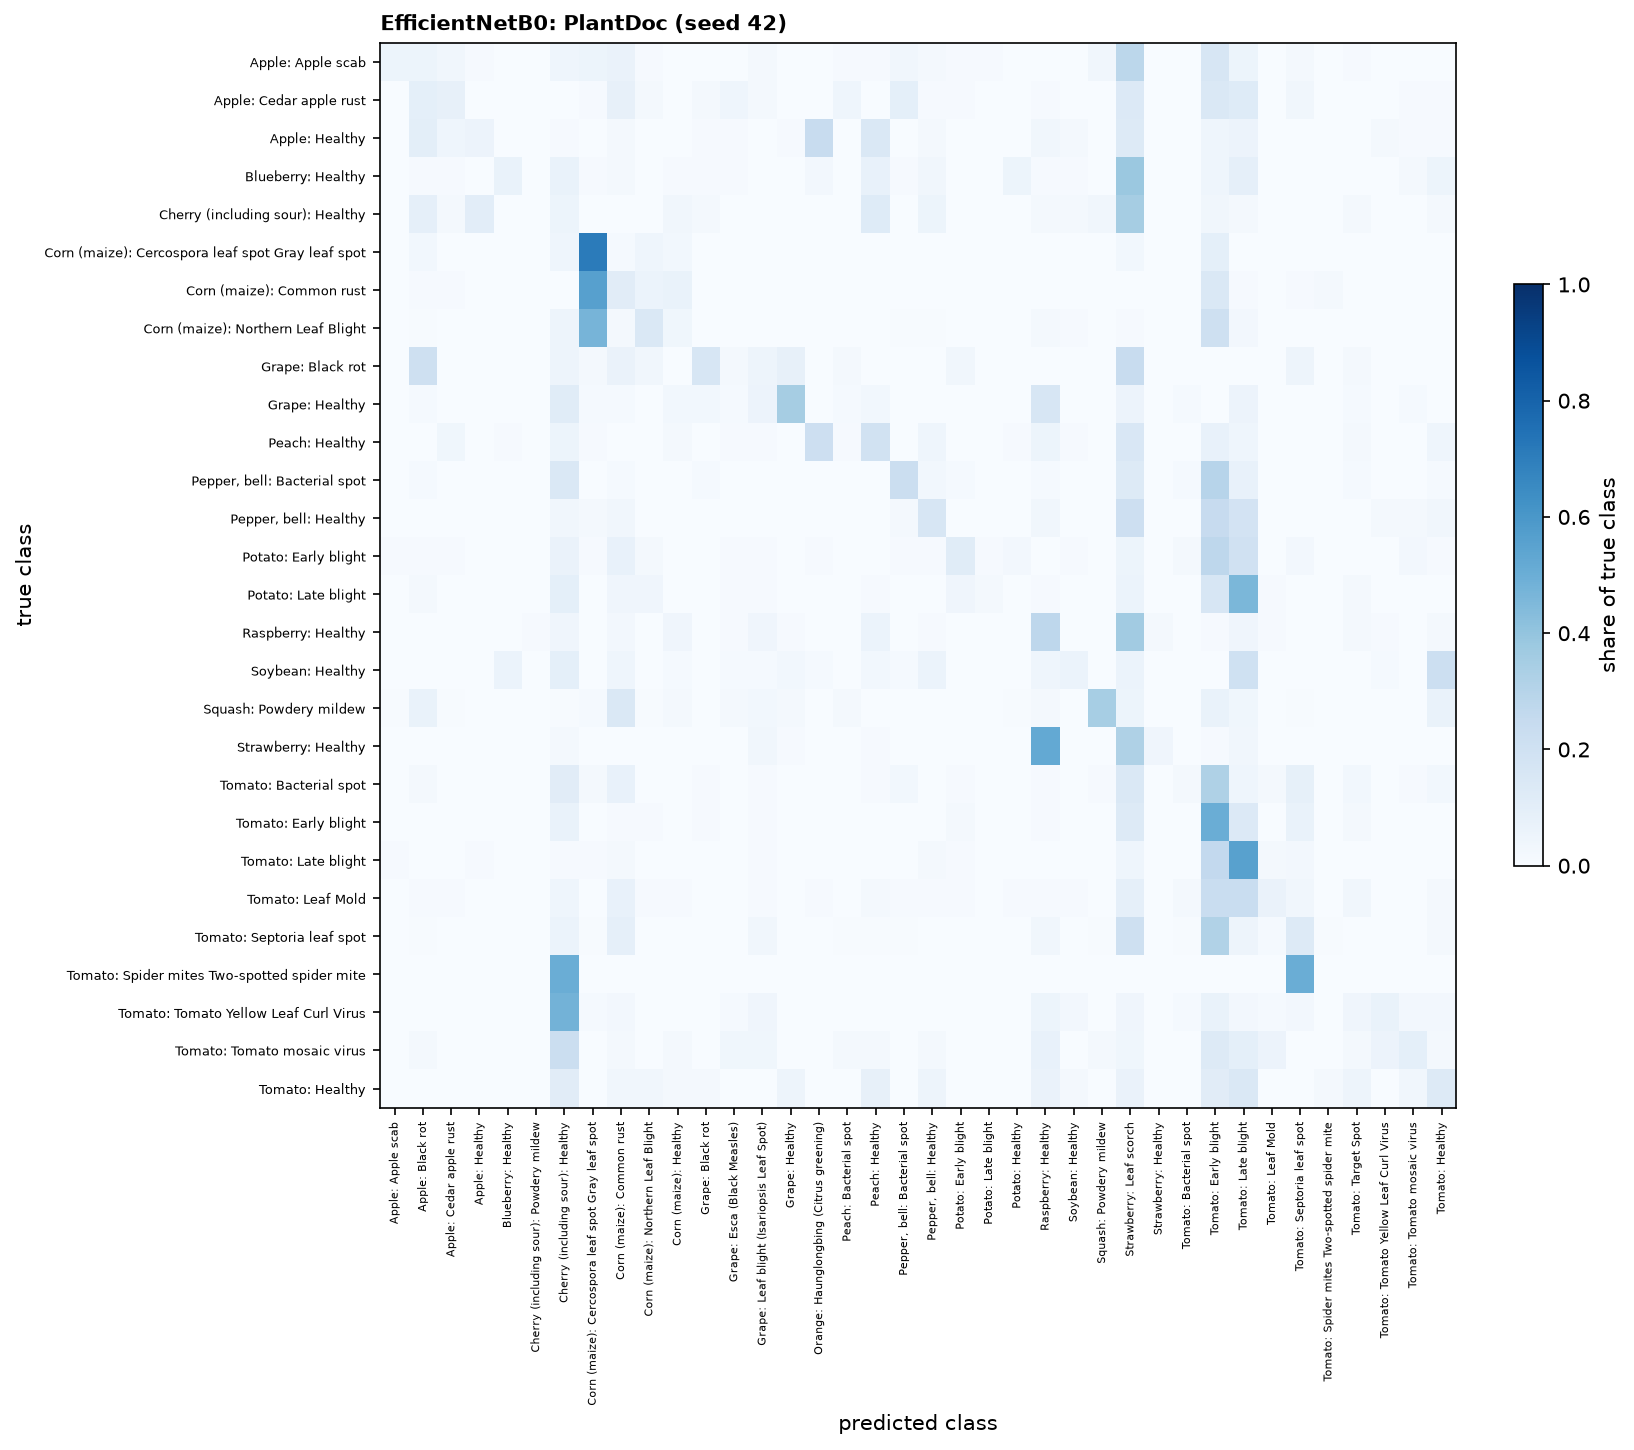 EfficientNetB0: PlantDoc (seed 42)
true class
Apple: Apple scab
Apple: Cedar apple rust
Apple: Healthy
Blueberry: Healthy
Cherry (including sour): Healthy
Corn (maize): Cercospora leaf spot Gray leaf spot
Corn (maize): Common rust
Corn (maize): Northern Leaf Blight
Grape: Black rot
Grape: Healthy
Peach: Healthy
Pepper, bell: Bacterial spot
Pepper, bell: Healthy
Potato: Early blight
Potato: Late blight
Raspberry: Healthy
Soybean: Healthy
Squash: Powdery mildew
Strawberry: Healthy
Tomato: Bacterial spot
Tomato: Early blight
Tomato: Late blight
Tomato: Leaf Mold
Tomato: Septoria leaf spot
Tomato: Spider mites Two-spotted spider mite
Tomato: Tomato Yellow Leaf Curl Virus
Tomato: Tomato mosaic virus
Tomato: Healthy
Apple: Apple scab
Apple: Black rot
Apple: Cedar apple rust
Apple: Healthy
Blueberry: Healthy
Cherry (including sour): Powdery mildew
Cherry (including sour): Healthy
Corn (maize): Cercospora leaf spot Gray leaf spot
Corn (maize): Common rust
Corn (maize): Northern Leaf Blight
Corn (maize): Healthy
Grape: Black rot
Grape: Esca (Black Measles)
Grape: Leaf blight (Isariopsis Leaf Spot)
Grape: Healthy
Orange: Haunglongbing (Citrus greening)
Peach: Bacterial spot
Peach: Healthy
Pepper, bell: Bacterial spot
Pepper, bell: Healthy
Potato: Early blight
Potato: Late blight
Potato: Healthy
Raspberry: Healthy
Soybean: Healthy
Squash: Powdery mildew
Strawberry: Leaf scorch
Strawberry: Healthy
Tomato: Bacterial spot
Tomato: Early blight
Tomato: Late blight
Tomato: Leaf Mold
Tomato: Septoria leaf spot
Tomato: Spider mites Two-spotted spider mite
Tomato: Target Spot
Tomato: Tomato Yellow Leaf Curl Virus
Tomato: Tomato mosaic virus
Tomato: Healthy
predicted class
1.0
0.8
0.6
0.4
0.2
0.0
share of true class